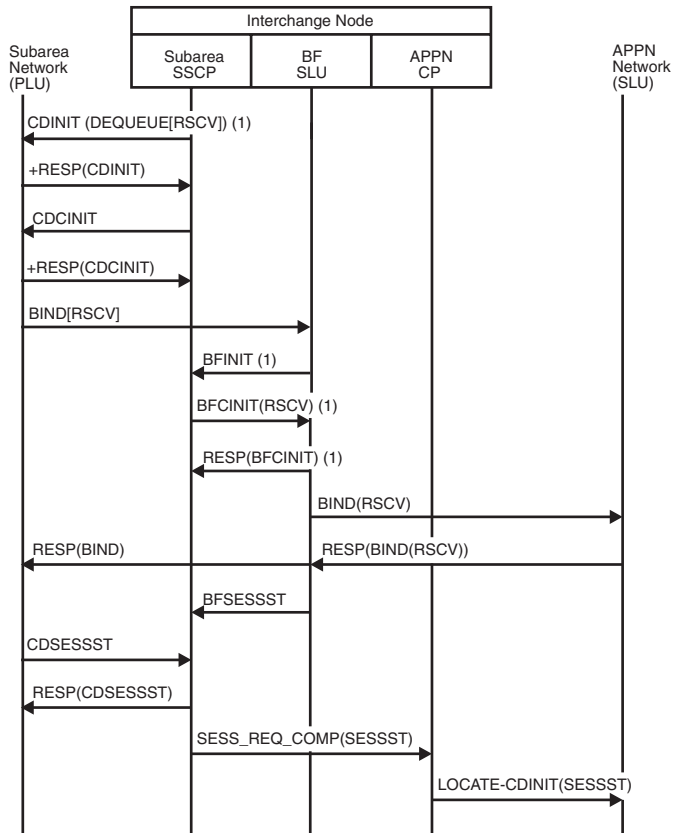 Interchange Node
Subarea
Network
(PLU)
Subarea
SSCP
BF
SLU
APPN
CP
APPN
Network
(SLU)
CDINIT (DEQUEUE[RSCV]) (1)
+RESP(CDINIT)
CDCINIT
+RESP(CDCINIT)
BIND[RSCV]
BFINIT (1)
BFCINIT(RSCV) (1)
RESP(BFCINIT) (1)
BIND(RSCV)
RESP(BIND)
RESP(BIND(RSCV))
BFSESSST
CDSESSST
RESP(CDSESSST)
SESS_REQ_COMP(SESSST)
LOCATE-CDINIT(SESSST)